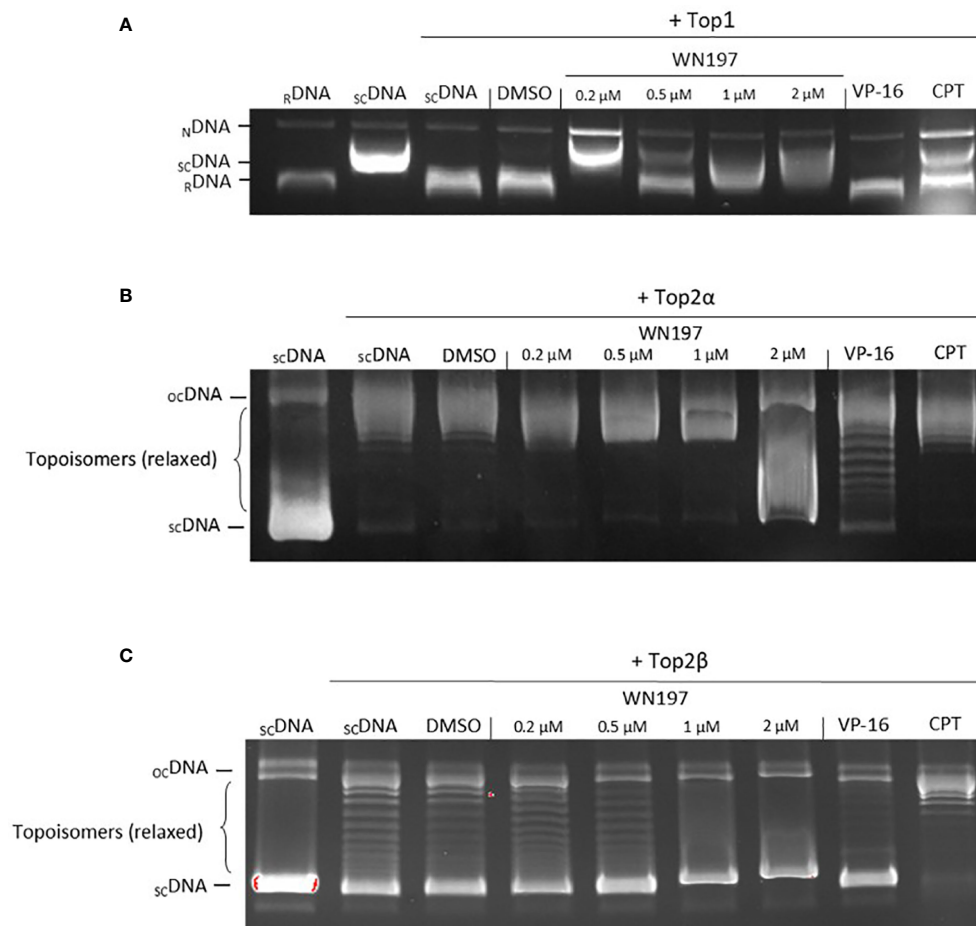 A
+ Top1
WN197
RDNA scDNA scDNA DMSO 0.2 µM 0.5 µM 1 µM 2 µM VP-16 CPT
NDNA
scDNA
RDNA
B
+ Top2α
WN197
scDNA scDNA DMSO 0.2 µM 0.5 µM 1 µM 2 µM VP-16 CPT
ocDNA
Topoisomers (relaxed)
scDNA
C
+ Top2β
WN197
scDNA scDNA DMSO 0.2 µM 0.5 µM 1 µM 2 µM VP-16 CPT
ocDNA
Topoisomers (relaxed)
scDNA